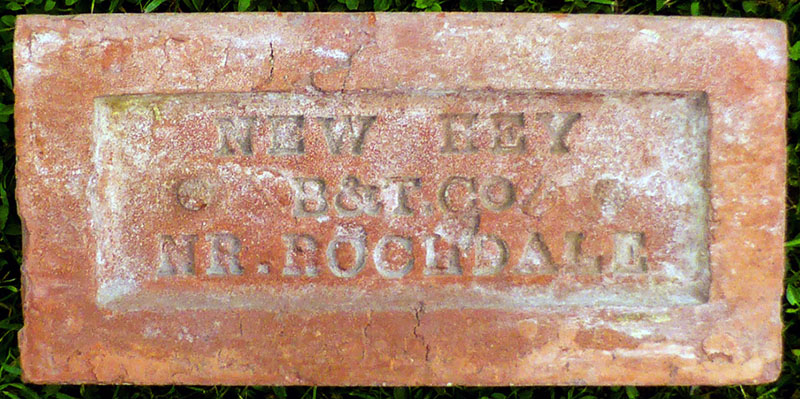 NEW HEY
B&T.CO
NR. ROCHDALE